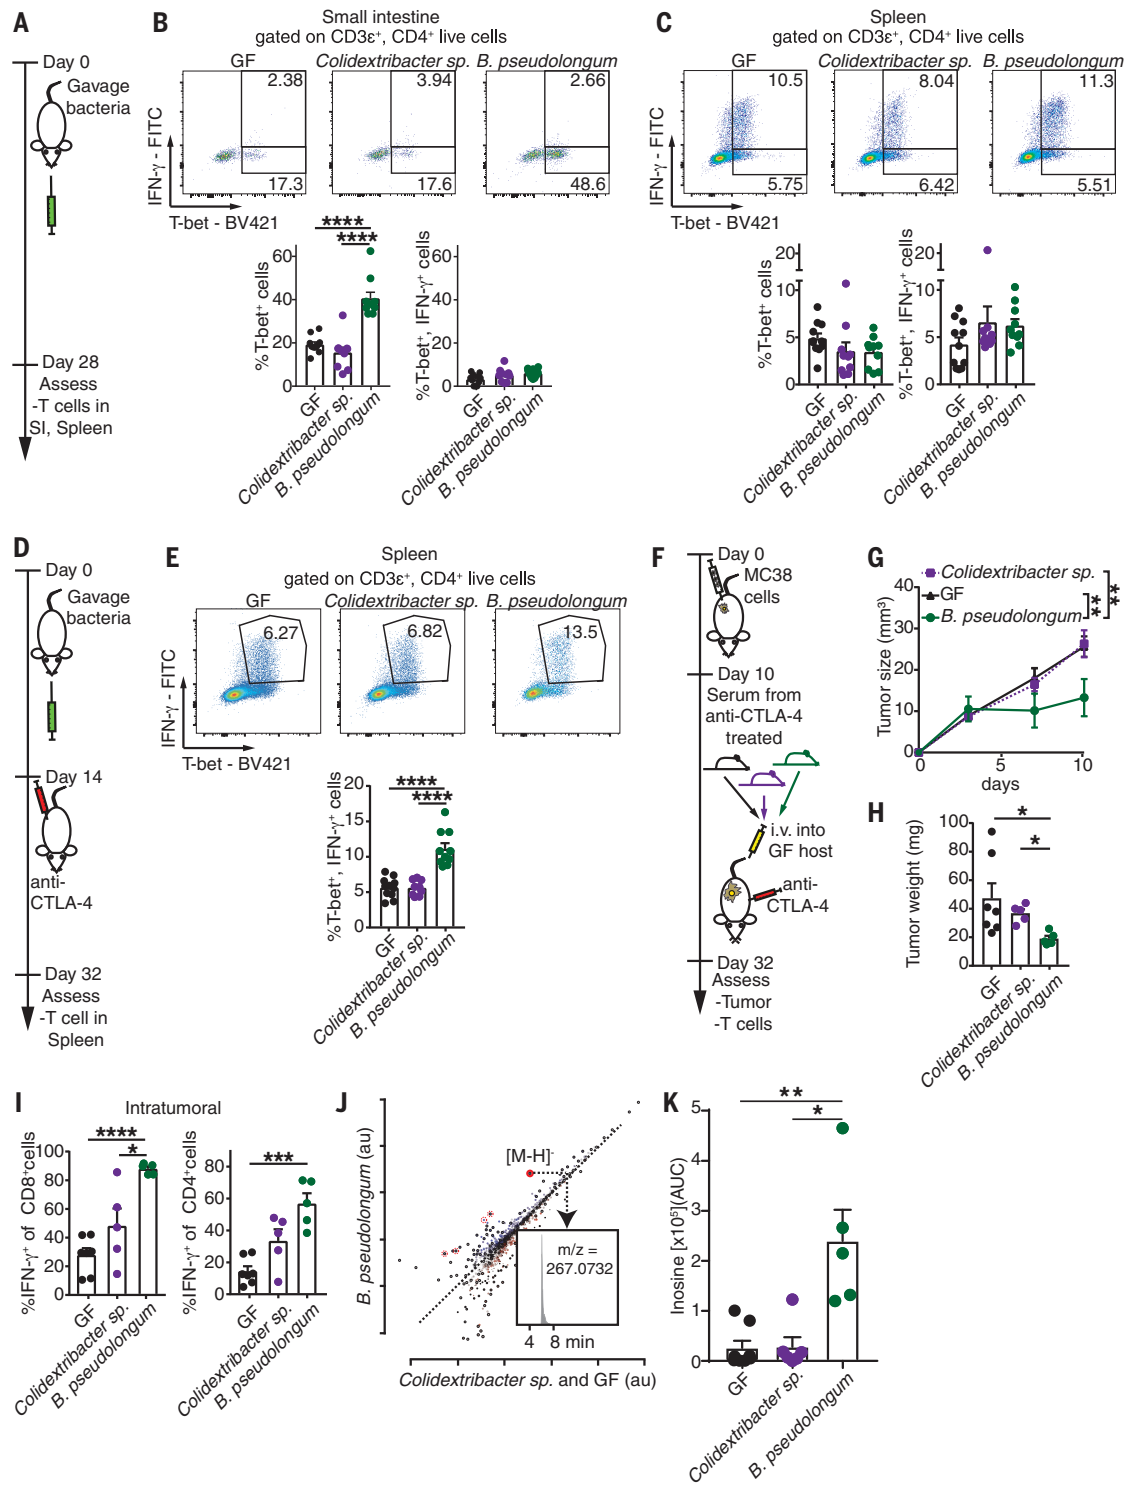 A
Day 0
Gavage
bacteria
Day 28
Assess
-T cells in
SI, Spleen
B
Small intestine
gated on CD3ε⁺, CD4⁺ live cells
GF
Colidextribacter sp.
B. pseudolongum
2.38
3.94
2.66
17.3
17.6
48.6
IFN-γ - FITC
T-bet - BV421
****
****
%T-bet⁺ cells
60
40
20
0
GF
Colidextribacter sp.
B. pseudolongum
%T-bet⁺, IFN-γ⁺ cells
60
40
20
0
GF
Colidextribacter sp.
B. pseudolongum
C
Spleen
gated on CD3ε⁺, CD4⁺ live cells
GF
Colidextribacter sp.
B. pseudolongum
10.5
8.04
11.3
5.75
6.42
5.51
IFN-γ - FITC
T-bet - BV421
%T-bet⁺ cells
20
10
5
0
GF
Colidextribacter sp.
B. pseudolongum
%T-bet⁺, IFN-γ⁺ cells
20
10
5
0
GF
Colidextribacter sp.
B. pseudolongum
D
Day 0
Gavage
bacteria
Day 14
anti-
CTLA-4
Day 32
Assess
-T cell in
Spleen
E
Spleen
gated on CD3ε⁺, CD4⁺ live cells
GF
Colidextribacter sp.
B. pseudolongum
6.27
6.82
13.5
IFN-γ - FITC
T-bet - BV421
****
****
%T-bet⁺, IFN-γ⁺ cells
20
15
10
5
0
GF
Colidextribacter sp.
B. pseudolongum
F
Day 0
MC38
cells
Day 10
Serum from
anti-CTLA-4
treated
i.v. into
GF host
anti-
CTLA-4
Day 32
Assess
-Tumor
-T cells
G
Colidextribacter sp.
GF
B. pseudolongum
**
**
Tumor size (mm³)
40
30
20
10
0
0
5
10
days
H
*
*
Tumor weight (mg)
100
80
60
40
20
0
GF
Colidextribacter sp.
B. pseudolongum
I
Intratumoral
****
*
%IFN-γ⁺ of CD8⁺cells
100
80
60
40
20
0
GF
Colidextribacter sp.
B. pseudolongum
***
%IFN-γ⁺ of CD4⁺cells
80
60
40
20
0
GF
Colidextribacter sp.
B. pseudolongum
J
B. pseudolongum (au)
[M-H]⁻
m/z =
267.0732
4 8 min
Colidextribacter sp. and GF (au)
K
**
*
Inosine [x10⁵](AUC)
5
3
2
1
0
GF
Colidextribacter sp.
B. pseudolongum